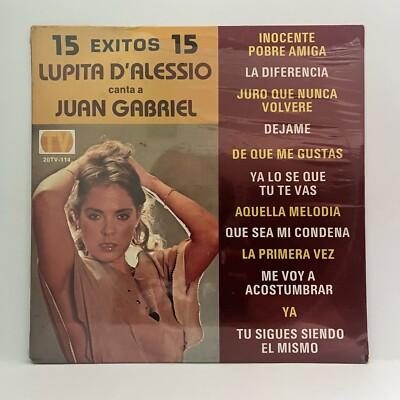 15 EXITOS 15
LUPITA D'ALESSIO
canta a
JUAN GABRIEL
TV
20TV-114
INOCENTE
POBRE AMIGA
LA DIFERENCIA
JURO QUE NUNCA
VOLVERE
DEJAME
DE QUE ME GUSTAS
YA LO SE QUE
TU TE VAS
AQUELLA MELODIA
QUE SEA MI CONDENA
LA PRIMERA VEZ
ME VOY A
ACOSTUMBRAR
YA
TU SIGUES SIENDO
EL MISMO